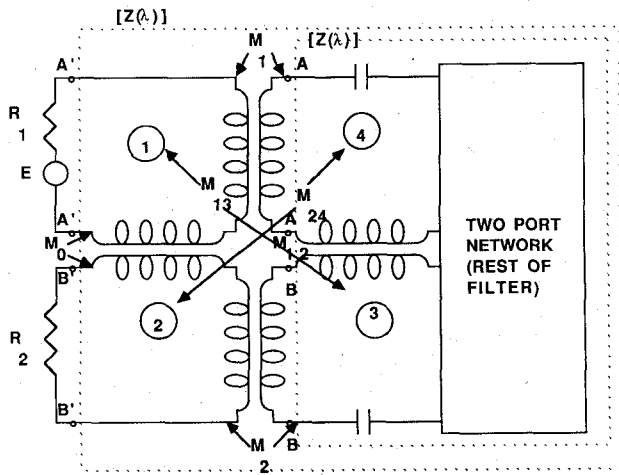 [Z(λ)]
M 1
[Z(λ)]
A'
A
R 1
E
1
4
M 13
M 24
A'
M 0
A
M 12
B'
B
TWO PORT
NETWORK
(REST OF
FILTER)
R 2
2
3
B'
M 2
B